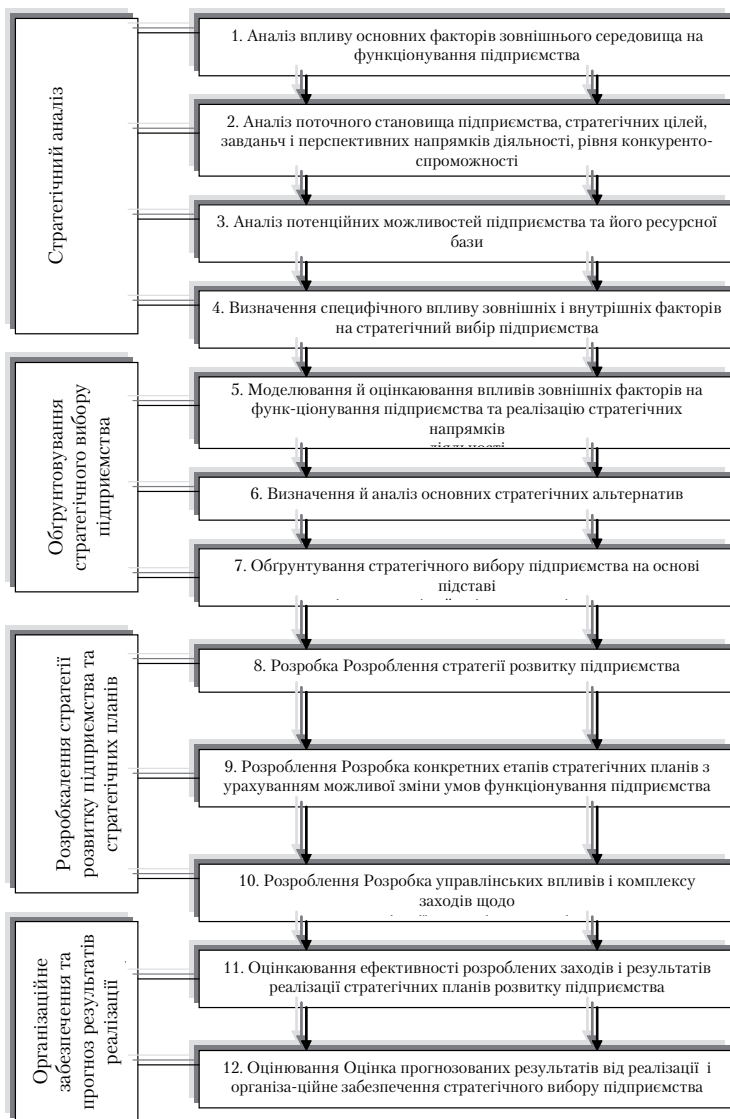 Стратегічний аналіз
1. Аналіз впливу основних факторів зовнішнього середовища на
функціонування підприємства
2. Аналіз поточного становища підприємства, стратегічних цілей,
завданьч і перспективних напрямків діяльності, рівня конкуренто-
спроможності
3. Аналіз потенційних можливостей підприємства та його ресурсної
бази
4. Визначення специфічного впливу зовнішніх і внутрішніх факторів
на стратегічний вибір підприємства
Обґрунтовування
стратегічного вибору
підприємства
5. Моделювання й оцінкаювання впливів зовнішніх факторів на
функ-ціонування підприємства та реалізацію стратегічних
напрямків
6. Визначення й аналіз основних стратегічних альтернатив
7. Обґрунтування стратегічного вибору підприємства на основі
підставі
Розробкалення стратегії
розвитку підприємства та
стратегічних планів
8. Розробка Розроблення стратегії розвитку підприємства
9. Розроблення Розробка конкретних етапів стратегічних планів з
урахуванням можливої зміни умов функціонування підприємства
10. Розроблення Розробка управлінських впливів і комплексу
заходів щодо
Організаційне
забезпечення та
прогноз результатів
реалізації
11. Оцінкаювання ефективності розроблених заходів і результатів
реалізації стратегічних планів розвитку підприємства
12. Оцінювання Оцінка прогнозованих результатів від реалізації і
організа-ційне забезпечення стратегічного вибору підприємства